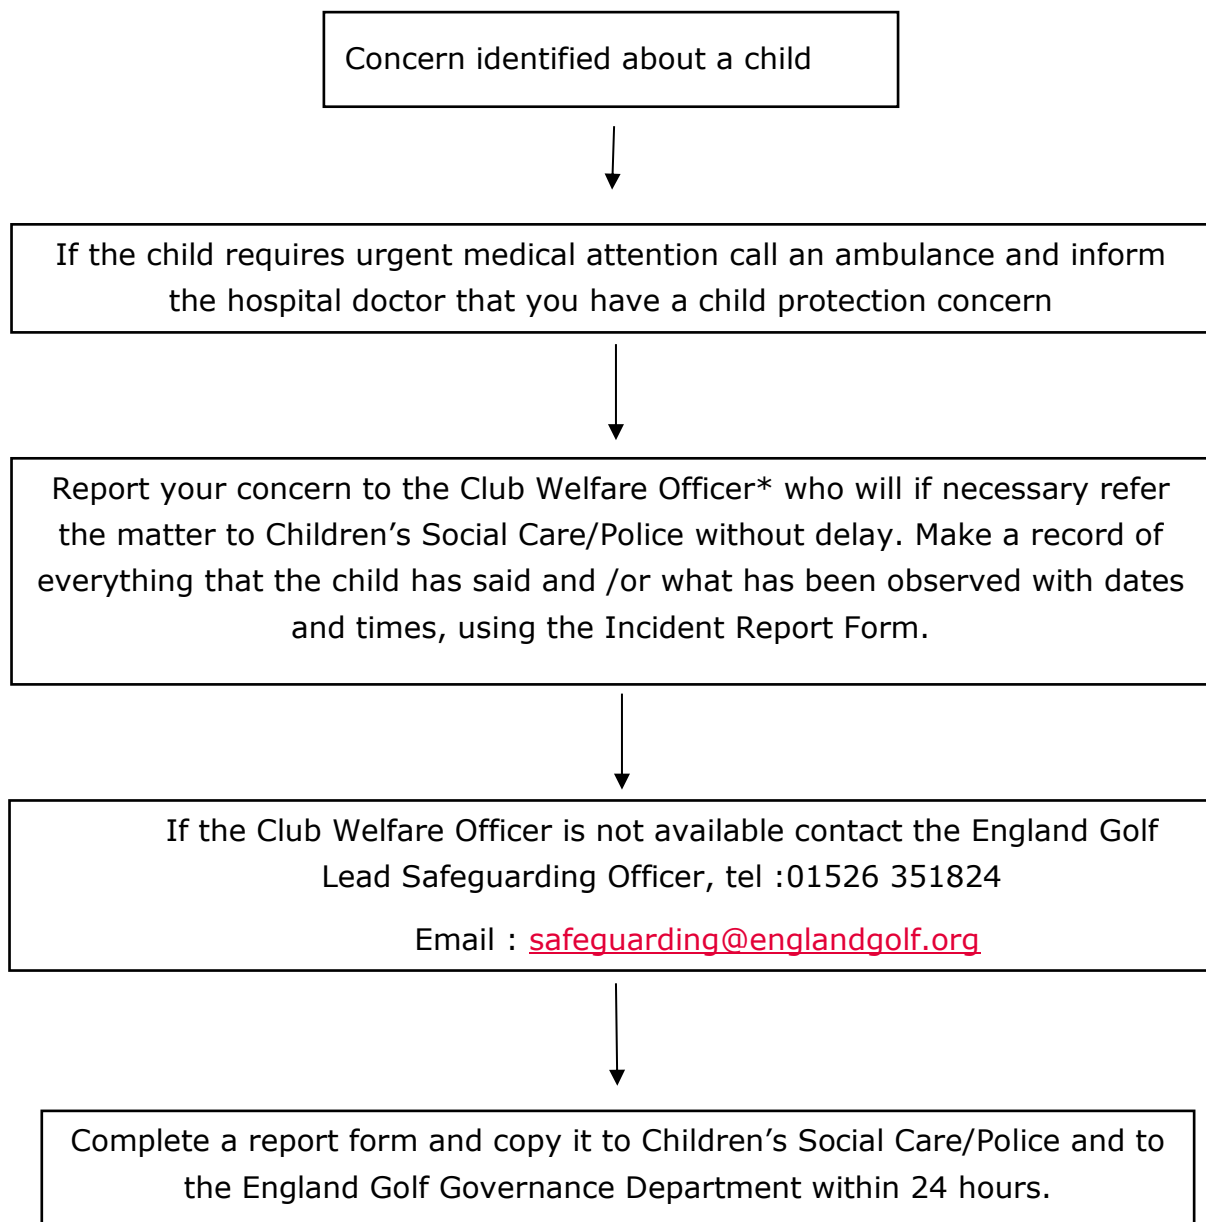 Concern identified about a child
If the child requires urgent medical attention call an ambulance and inform
the hospital doctor that you have a child protection concern
Report your concern to the Club Welfare Officer* who will if necessary refer
the matter to Children’s Social Care/Police without delay. Make a record of
everything that the child has said and /or what has been observed with dates
and times, using the Incident Report Form.
If the Club Welfare Officer is not available contact the England Golf
Lead Safeguarding Officer, tel :01526 351824
Email : safeguarding@englandgolf.org
Complete a report form and copy it to Children’s Social Care/Police and to
the England Golf Governance Department within 24 hours.